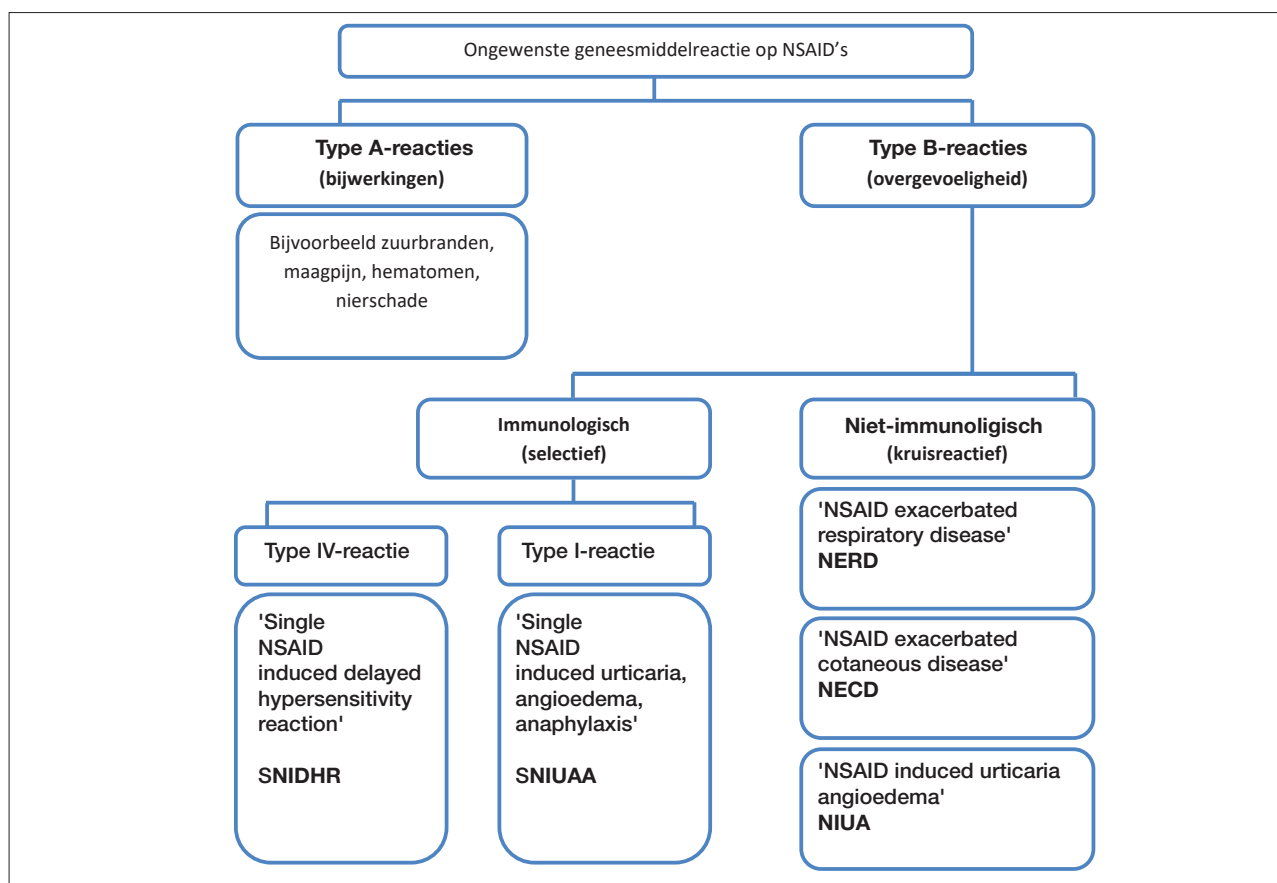 Ongewenste geneesmiddelreactie op NSAID's
Type A-reacties
(bijwerkingen)
Bijvoorbeeld zuurbranden,
maagpijn, hematomen,
nierschade
Type B-reacties
(overgevoeligheid)
Immunologisch
(selectief)
Type IV-reactie
'Single
NSAID
induced delayed
hypersensitivity
reaction'
SNIDHR
Type I-reactie
'Single
NSAID
induced urticaria,
angioedema,
anaphylaxis'
SNIUAA
Niet-immunoligisch
(kruisreactief)
'NSAID exacerbated
respiratory disease'
NERD
'NSAID exacerbated
cotaneous disease'
NECD
'NSAID induced urticaria
angioedema'
NIUA